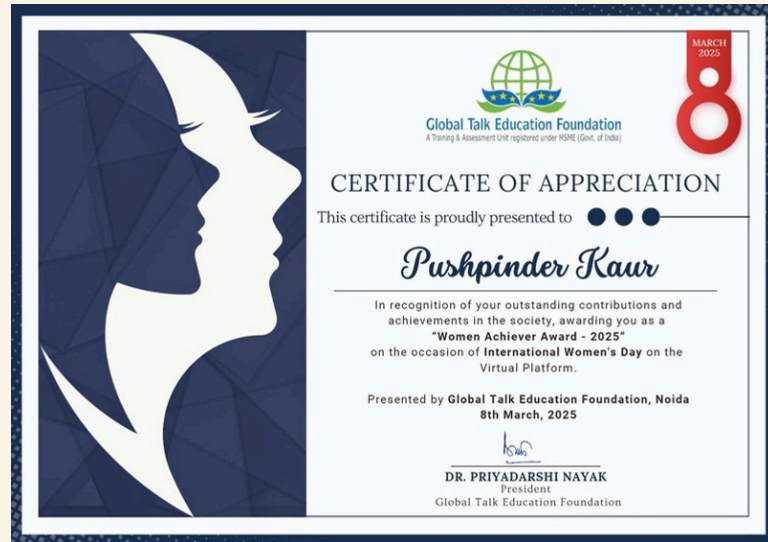 MARCH
2025
8
Global Talk Education Foundation
A Training & Assessment Unit registered under MSME (Govt. of India)
CERTIFICATE OF APPRECIATION
This certificate is proudly presented to
Pushpinder Kaur
In recognition of your outstanding contributions and
achievements in the society, awarding you as a
"Women Achiever Award - 2025"
on the occasion of International Women's Day on the
Virtual Platform.
Presented by Global Talk Education Foundation, Noida
8th March, 2025
DR. PRIYADARSHI NAYAK
President
Global Talk Education Foundation